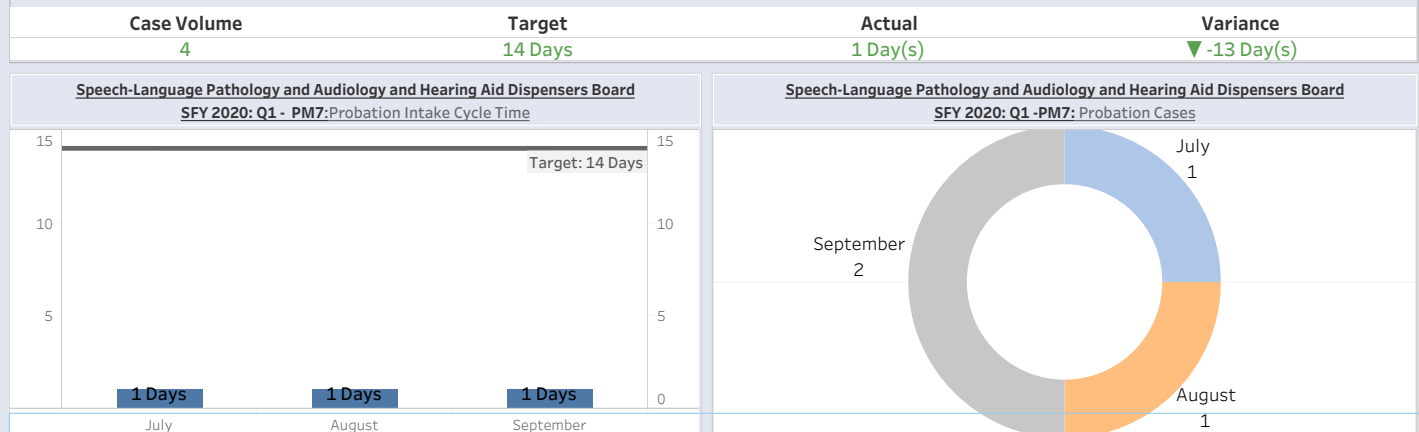 Case Volume Target Actual Variance
4 14 Days 1 Day(s) ▼ -13 Day(s)
Speech-Language Pathology and Audiology and Hearing Aid Dispensers Board
SFY 2020: Q1 - PM7:Probation Intake Cycle Time
15 15
Target: 14 Days
10 10
5 5
0
1 Days 1 Days 1 Days
July August September
Speech-Language Pathology and Audiology and Hearing Aid Dispensers Board
SFY 2020: Q1 -PM7: Probation Cases
July
1
September
2
August
1